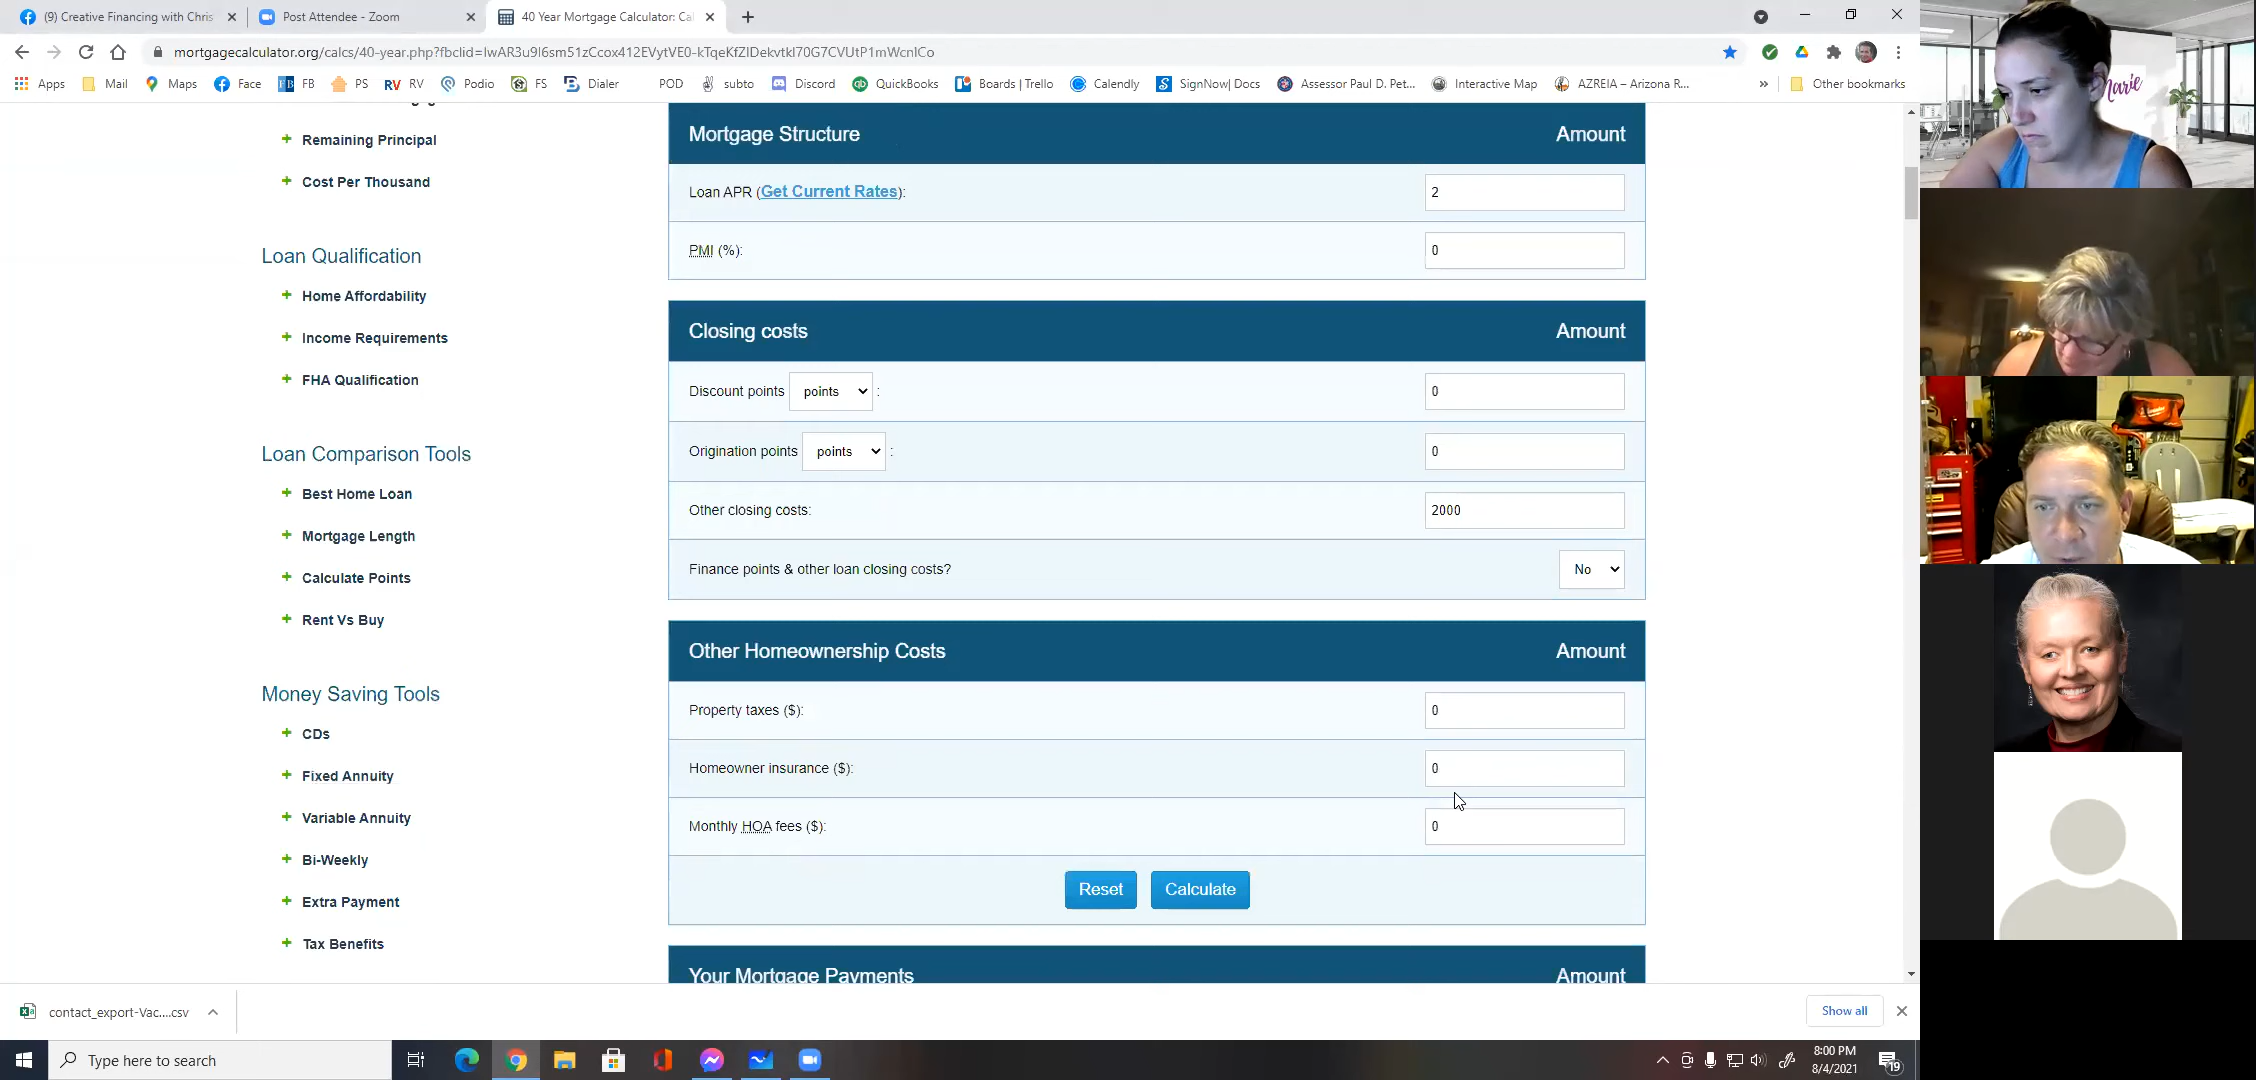 (9) Creative Financing with Chris
Post Attendee - Zoom
40 Year Mortgage Calculator: Cal
mortgagecalculator.org/calcs/40-year.php?fbclid=IwAR3u9I6sm51zCcox412EVytVE0-kTqeKfZIDekvtkl70G7CVUtP1mWcnICo
Apps
Mail
Maps
Face
FB
PS
RV
Podio
FS
Dialer
POD
subto
Discord
QuickBooks
Boards | Trello
Calendly
SignNow| Docs
Assessor Paul D. Pet...
Interactive Map
AZREIA – Arizona R...
»
Other bookmarks
Remaining Principal
Cost Per Thousand
Loan Qualification
Home Affordability
Income Requirements
FHA Qualification
Loan Comparison Tools
Best Home Loan
Mortgage Length
Calculate Points
Rent Vs Buy
Money Saving Tools
CDs
Fixed Annuity
Variable Annuity
Bi-Weekly
Extra Payment
Tax Benefits
Mortgage Structure Amount
Loan APR (Get Current Rates): 2
PMI (%): 0
Closing costs Amount
Discount points points : 0
Origination points points : 0
Other closing costs: 2000
Finance points & other loan closing costs? No
Other Homeownership Costs Amount
Property taxes ($): 0
Homeowner insurance ($): 0
Monthly HOA fees ($): 0
Reset Calculate
Your Mortgage Payments Amount
Marie
contact_export-Vac....csv
Show all
Type here to search
8:00 PM
8/4/2021
19